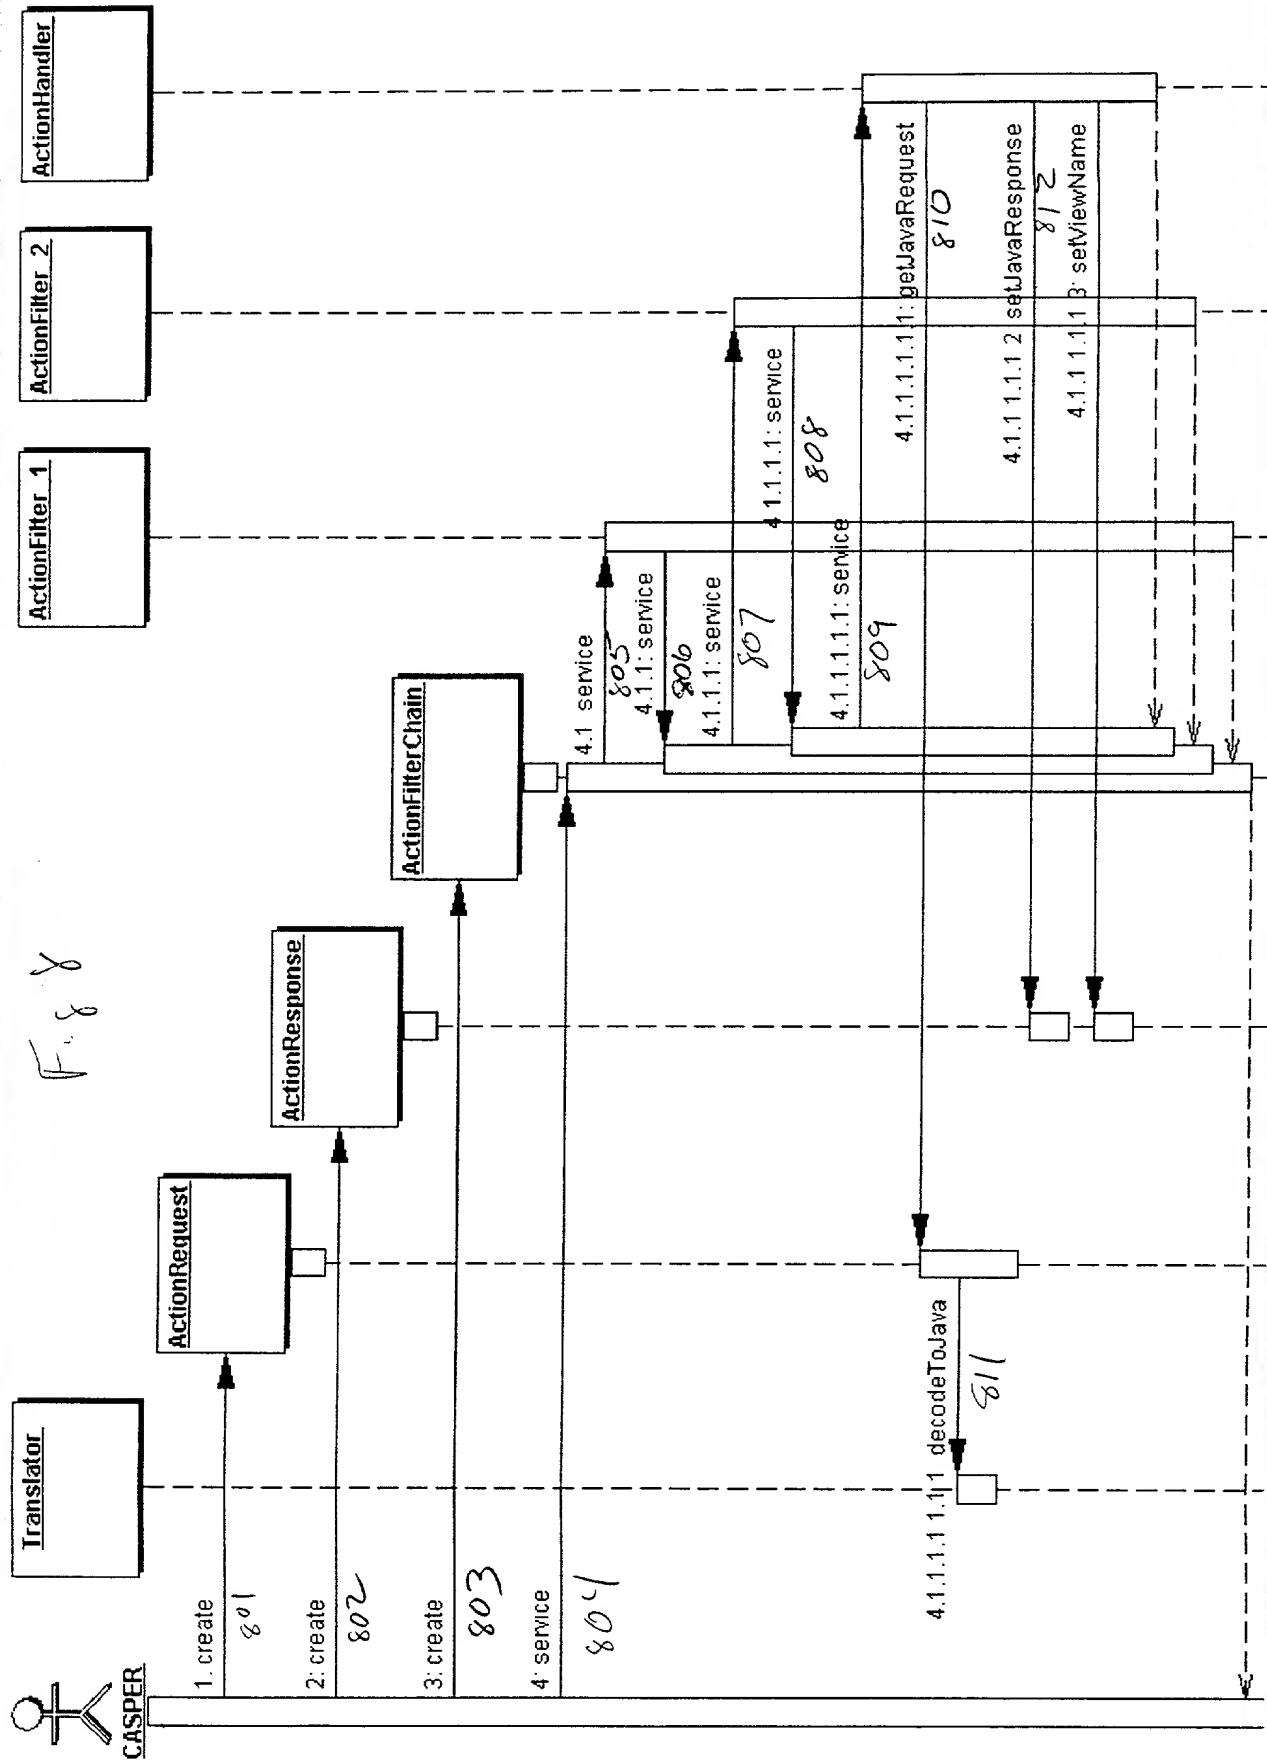 Fig 8
CASPER
Translator
ActionRequest
ActionResponse
ActionFilterChain
ActionFilter 1
ActionFilter 2
ActionHandler
1. create
801
2: create
802
3: create
803
4: service
804
4.1 service
805
4.1.1: service
806
4.1.1.1: service
807
4 1.1.1.1: service
808
4.1.1.1.1.1: service
809
4.1.1.1.1.1.1: getJavaRequest
810
4.1.1.1.1 1.1 1 decodeToJava
811
4.1.1 1.1.1 2 setJavaResponse
812
4.1.1 1.1.1 3: setViewName